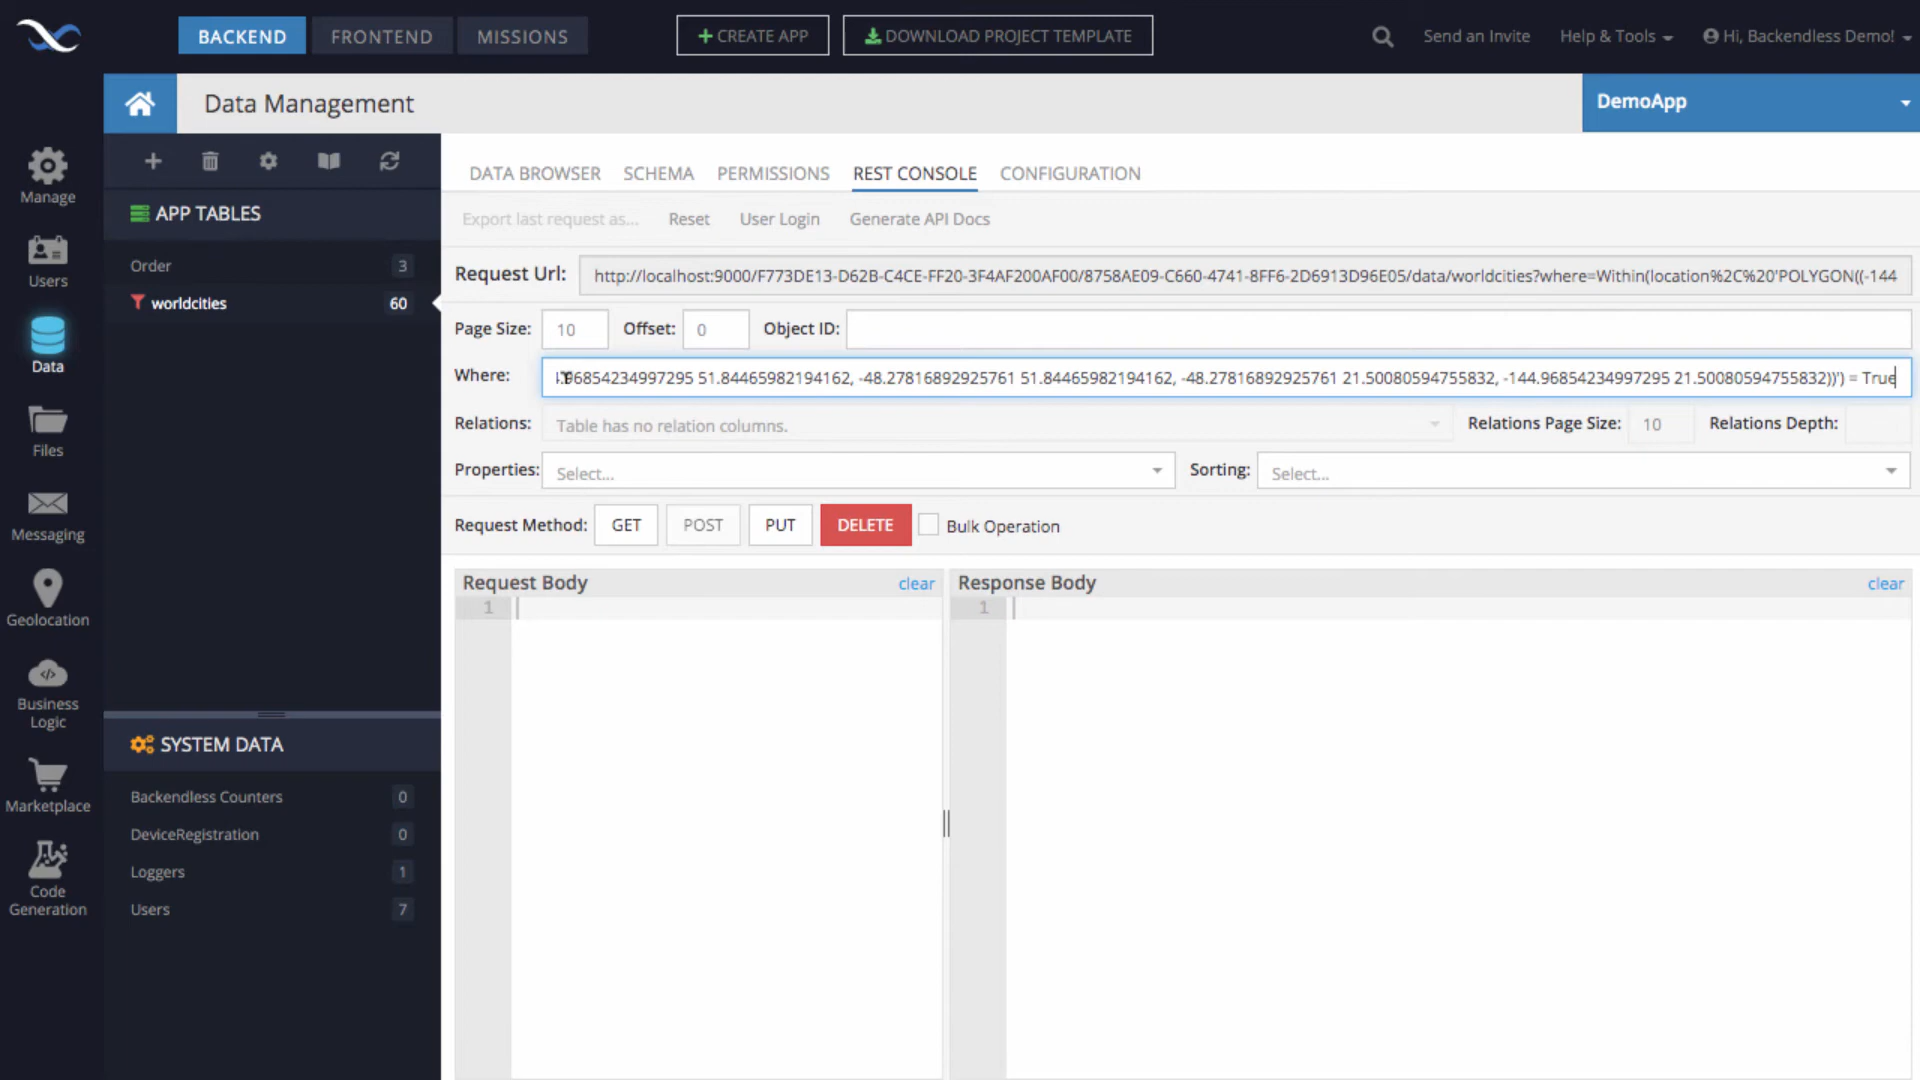 BACKEND FRONTEND MISSIONS + CREATE APP DOWNLOAD PROJECT TEMPLATE Send an Invite Help & Tools Hi, Backendless Demo!
Data Management DemoApp
Manage
Users
Data
Files
Messaging
Geolocation
Business
Logic
Marketplace
Code
Generation
APP TABLES
Order 3
worldcities 60
SYSTEM DATA
Backendless Counters 0
DeviceRegistration 0
Loggers 1
Users 7
DATA BROWSER SCHEMA PERMISSIONS REST CONSOLE CONFIGURATION
Export last request as... Reset User Login Generate API Docs
Request Url: http://localhost:9000/F773DE13-D62B-C4CE-FF20-3F4AF200AF00/8758AE09-C660-4741-8FF6-2D6913D96E05/data/worldcities?where=Within(location%2C%20'POLYGON((-144
Page Size: 10 Offset: 0 Object ID:
Where: 51.84465982194162, -48.27816892925761 51.84465982194162, -48.27816892925761 21.50080594755832, -144.96854234997295 21.50080594755832))') = True
Relations: Table has no relation columns. Relations Page Size: 10 Relations Depth:
Properties: Select... Sorting: Select...
Request Method: GET POST PUT DELETE Bulk Operation
Request Body clear Response Body clear
1 1